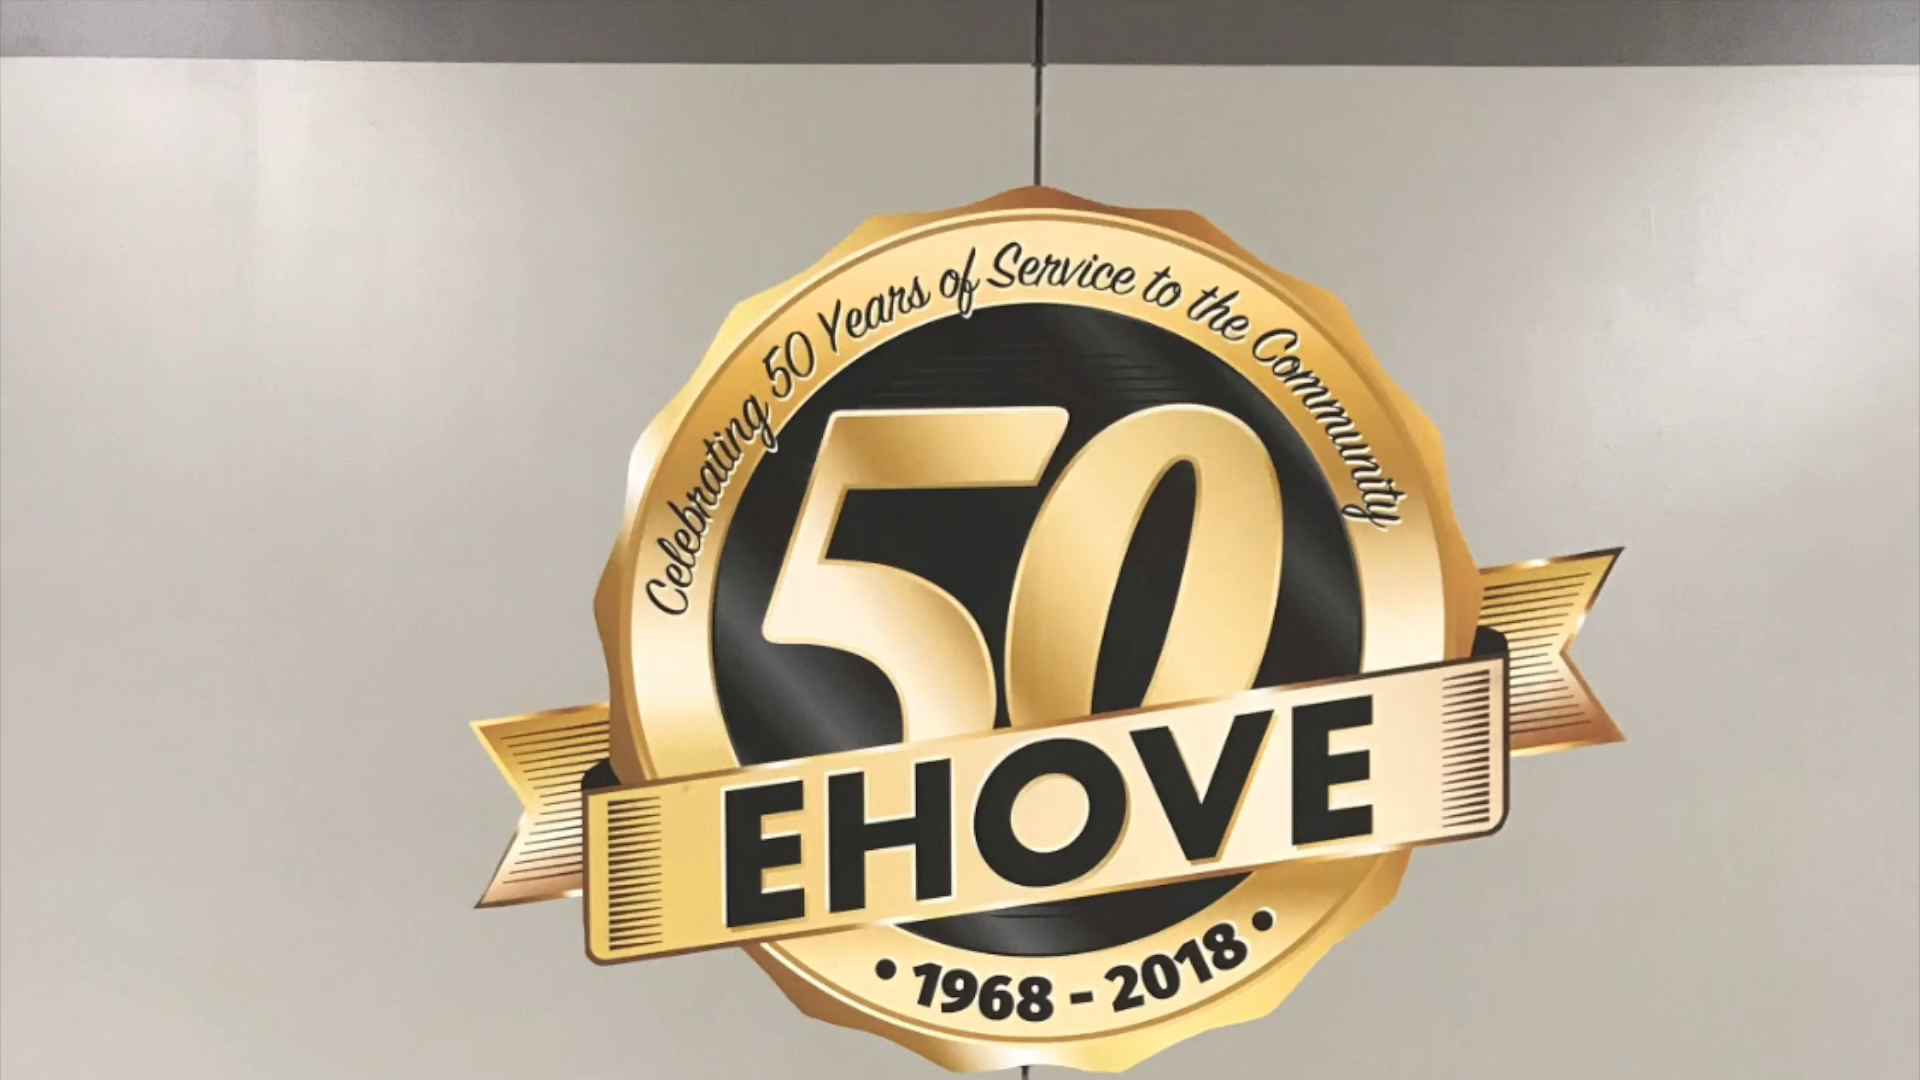 Celebrating 50 Years of Service to the Community
50
EHOVE
• 1968 - 2018 •